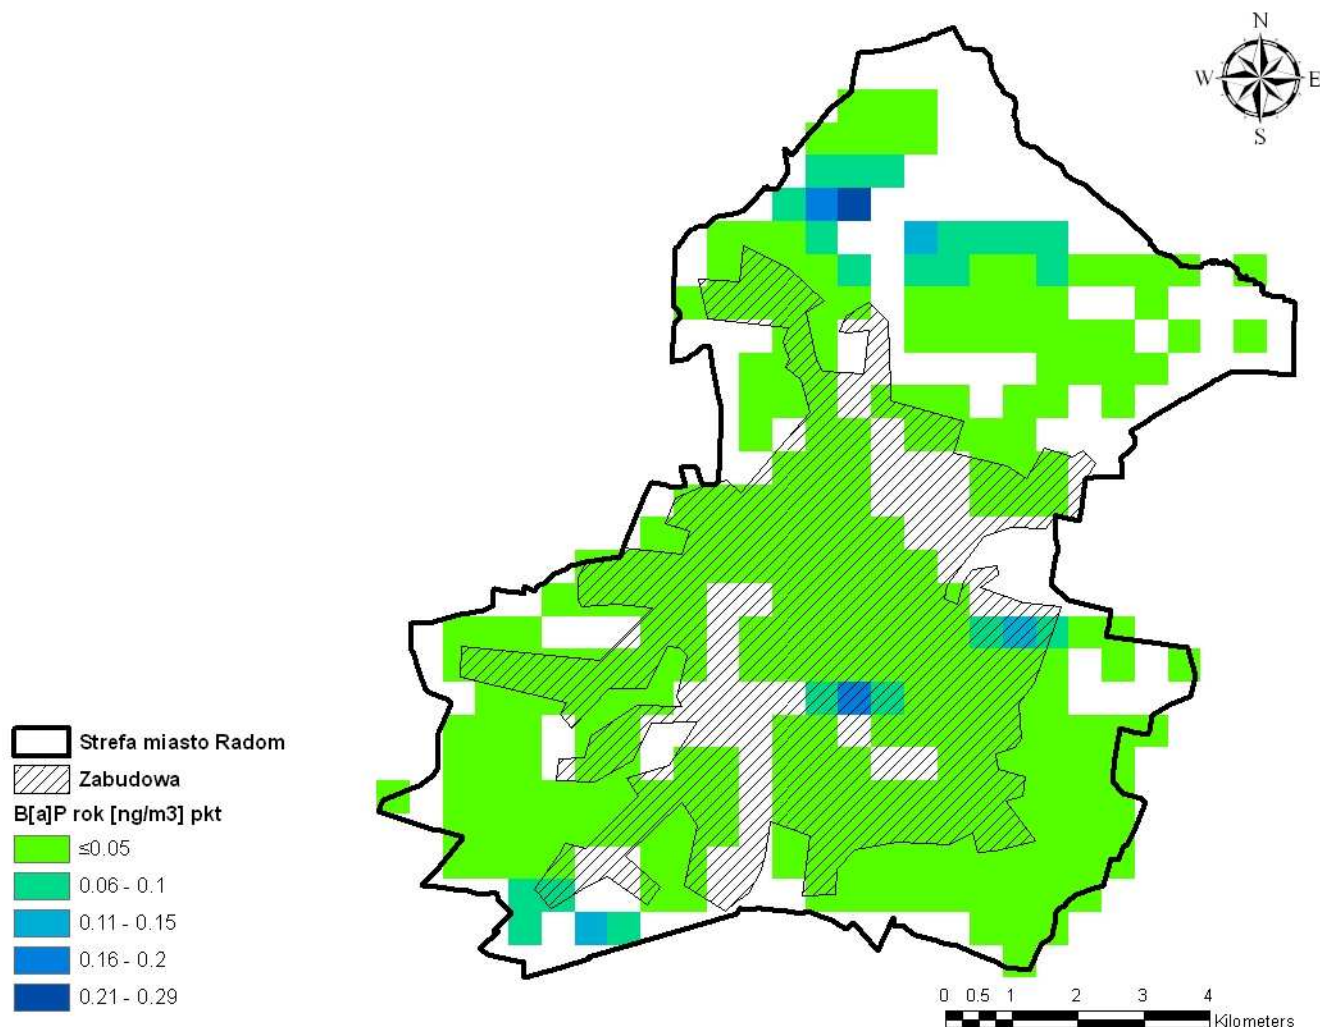 N
W E
S
Strefa miasto Radom
Zabudowa
B[a]P rok [ng/m3] pkt
≤0.05
0.06 - 0.1
0.11 - 0.15
0.16 - 0.2
0.21 - 0.29
0 0.5 1 2 3 4
Kilometers